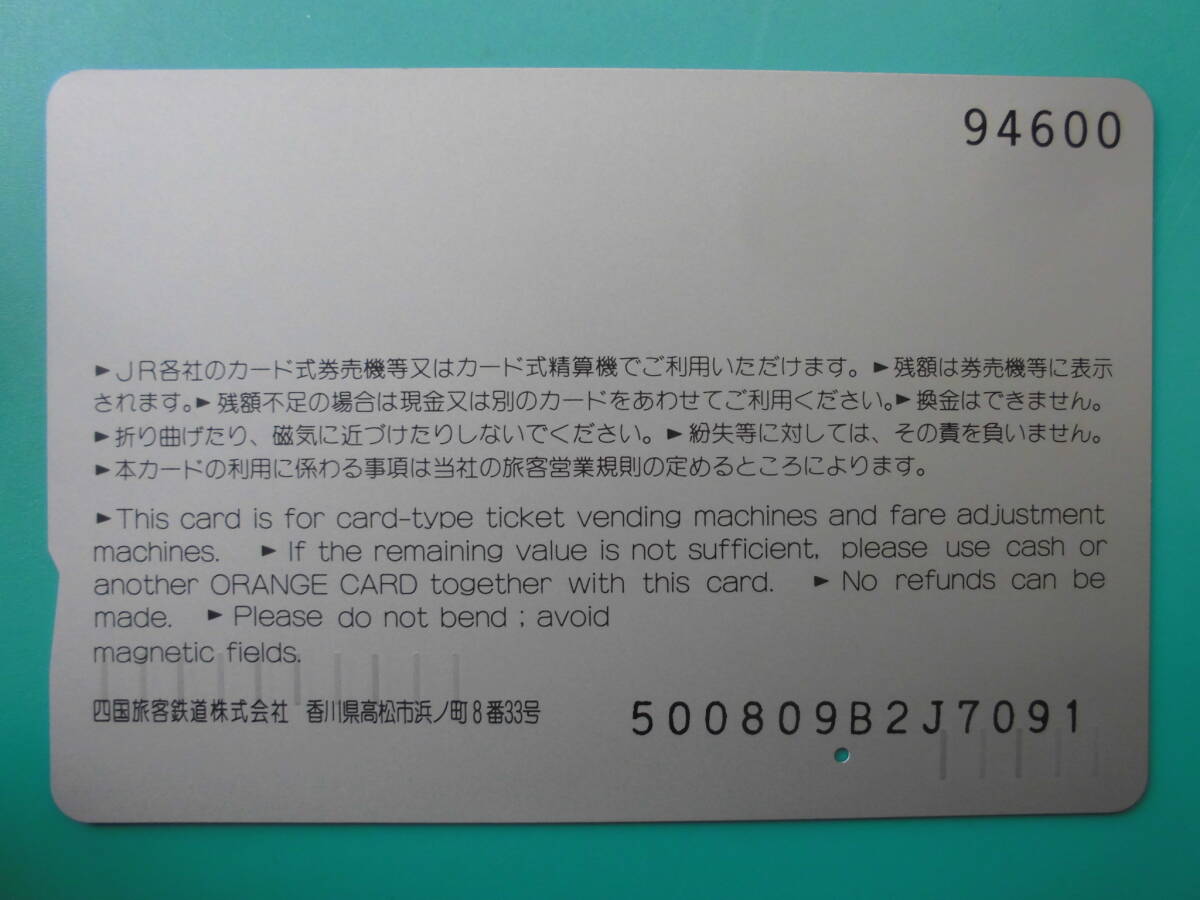 94600
►JR各社のカード式券売機等又はカード式精算機でご利用いただけます。►残額は券売機等に表示
されます。►残額不足の場合は現金又は別のカードをあわせてご利用ください。►換金はできません。
►折り曲げたり、磁気に近づけたりしないでください。►紛失等に対しては、その責を負いません。
►本カードの利用に係わる事項は当社の旅客営業規則の定めるところによります。
►This card is for card-type ticket vending machines and fare adjustment
machines. ►If the remaining value is not sufficient, please use cash or
another ORANGE CARD together with this card. ►No refunds can be
made. ►Please do not bend ; avoid
magnetic fields.
四国旅客鉄道株式会社 香川県高松市浜ノ町8番33号
500809B2J7091